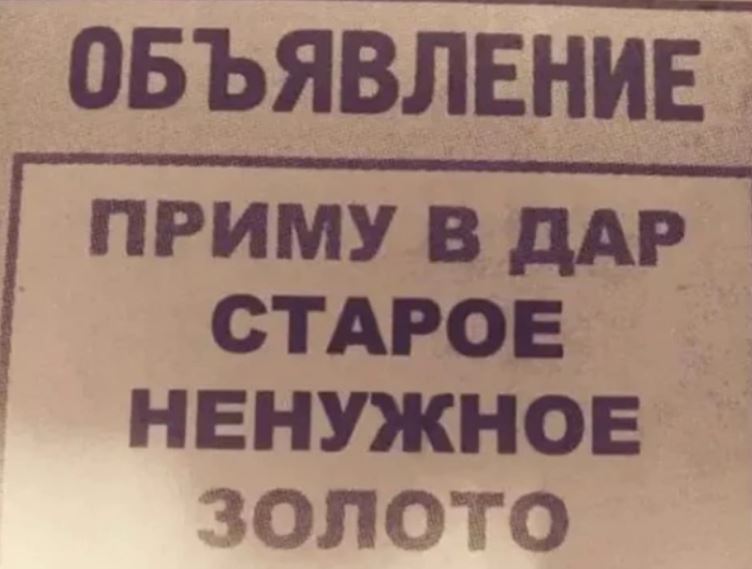 ОБЪЯВЛЕНИЕ
ПРИМУ В ДАР
СТАРОЕ
НЕНУЖНОЕ
ЗОЛОТО